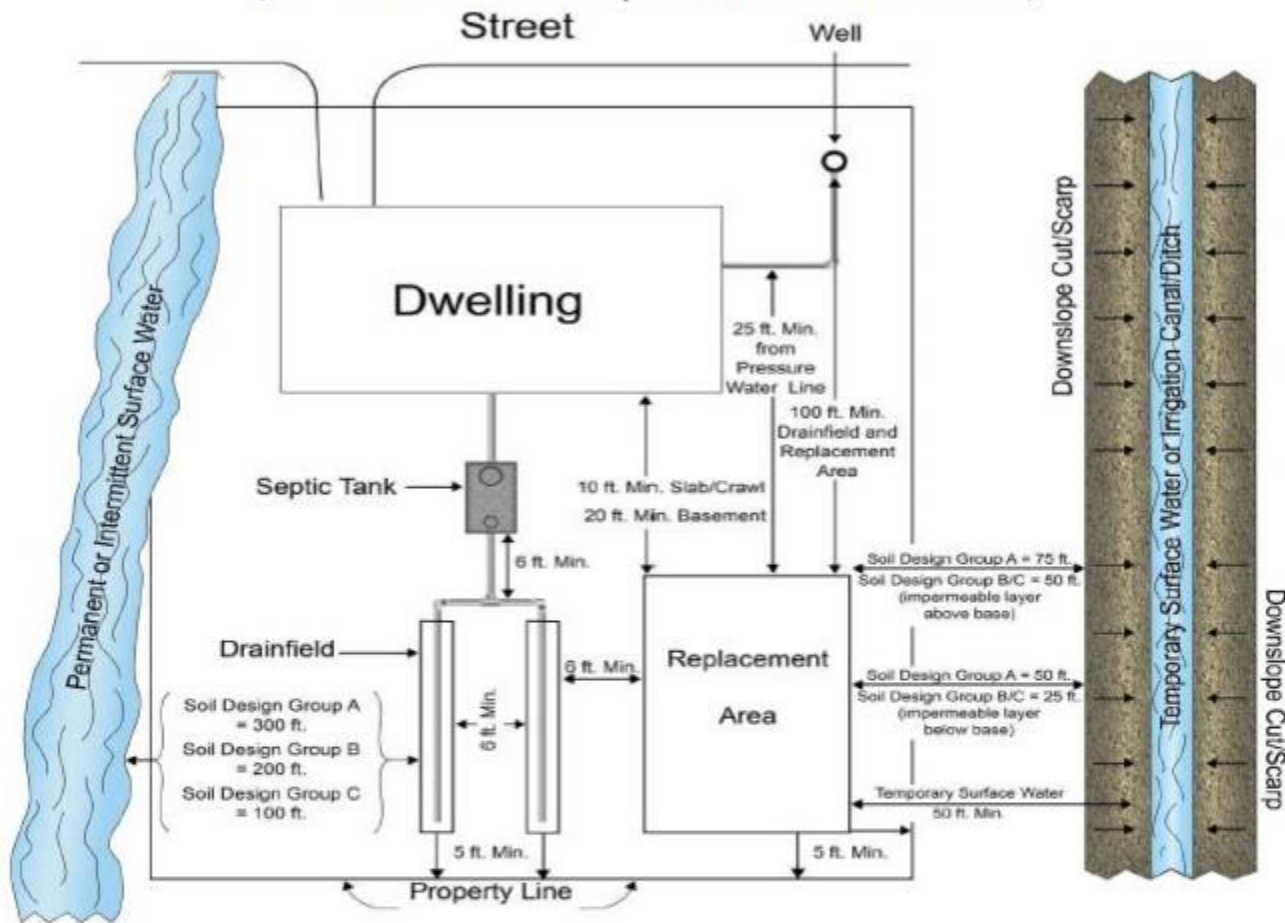 Street
Well
Dwelling
25 ft. Min.
from
Pressure
Water Line
100 ft. Min.
Drainfield and
Replacement
Area
Septic Tank
10 ft. Min. Slab/Crawl
20 ft. Min. Basement
6 ft. Min.
Drainfield
6 ft. Min.
6 ft. Min.
Replacement
Area
Soil Design Group A
= 300 ft.
Soil Design Group B
= 200 ft.
Soil Design Group C
= 100 ft.
Soil Design Group A = 75 ft.
Soil Design Group B/C = 50 ft.
(impermeable layer
above base)
Soil Design Group A = 50 ft.
Soil Design Group B/C = 25 ft.
(impermeable layer
below base)
Temporary Surface Water
50 ft. Min.
5 ft. Min.
5 ft. Min.
Property Line
Permanent or Intermittent Surface Water
Downslope Cut/Scarp
Temporary Surface Water or Irrigation Canal/Ditch
Downslope Cut/Scarp